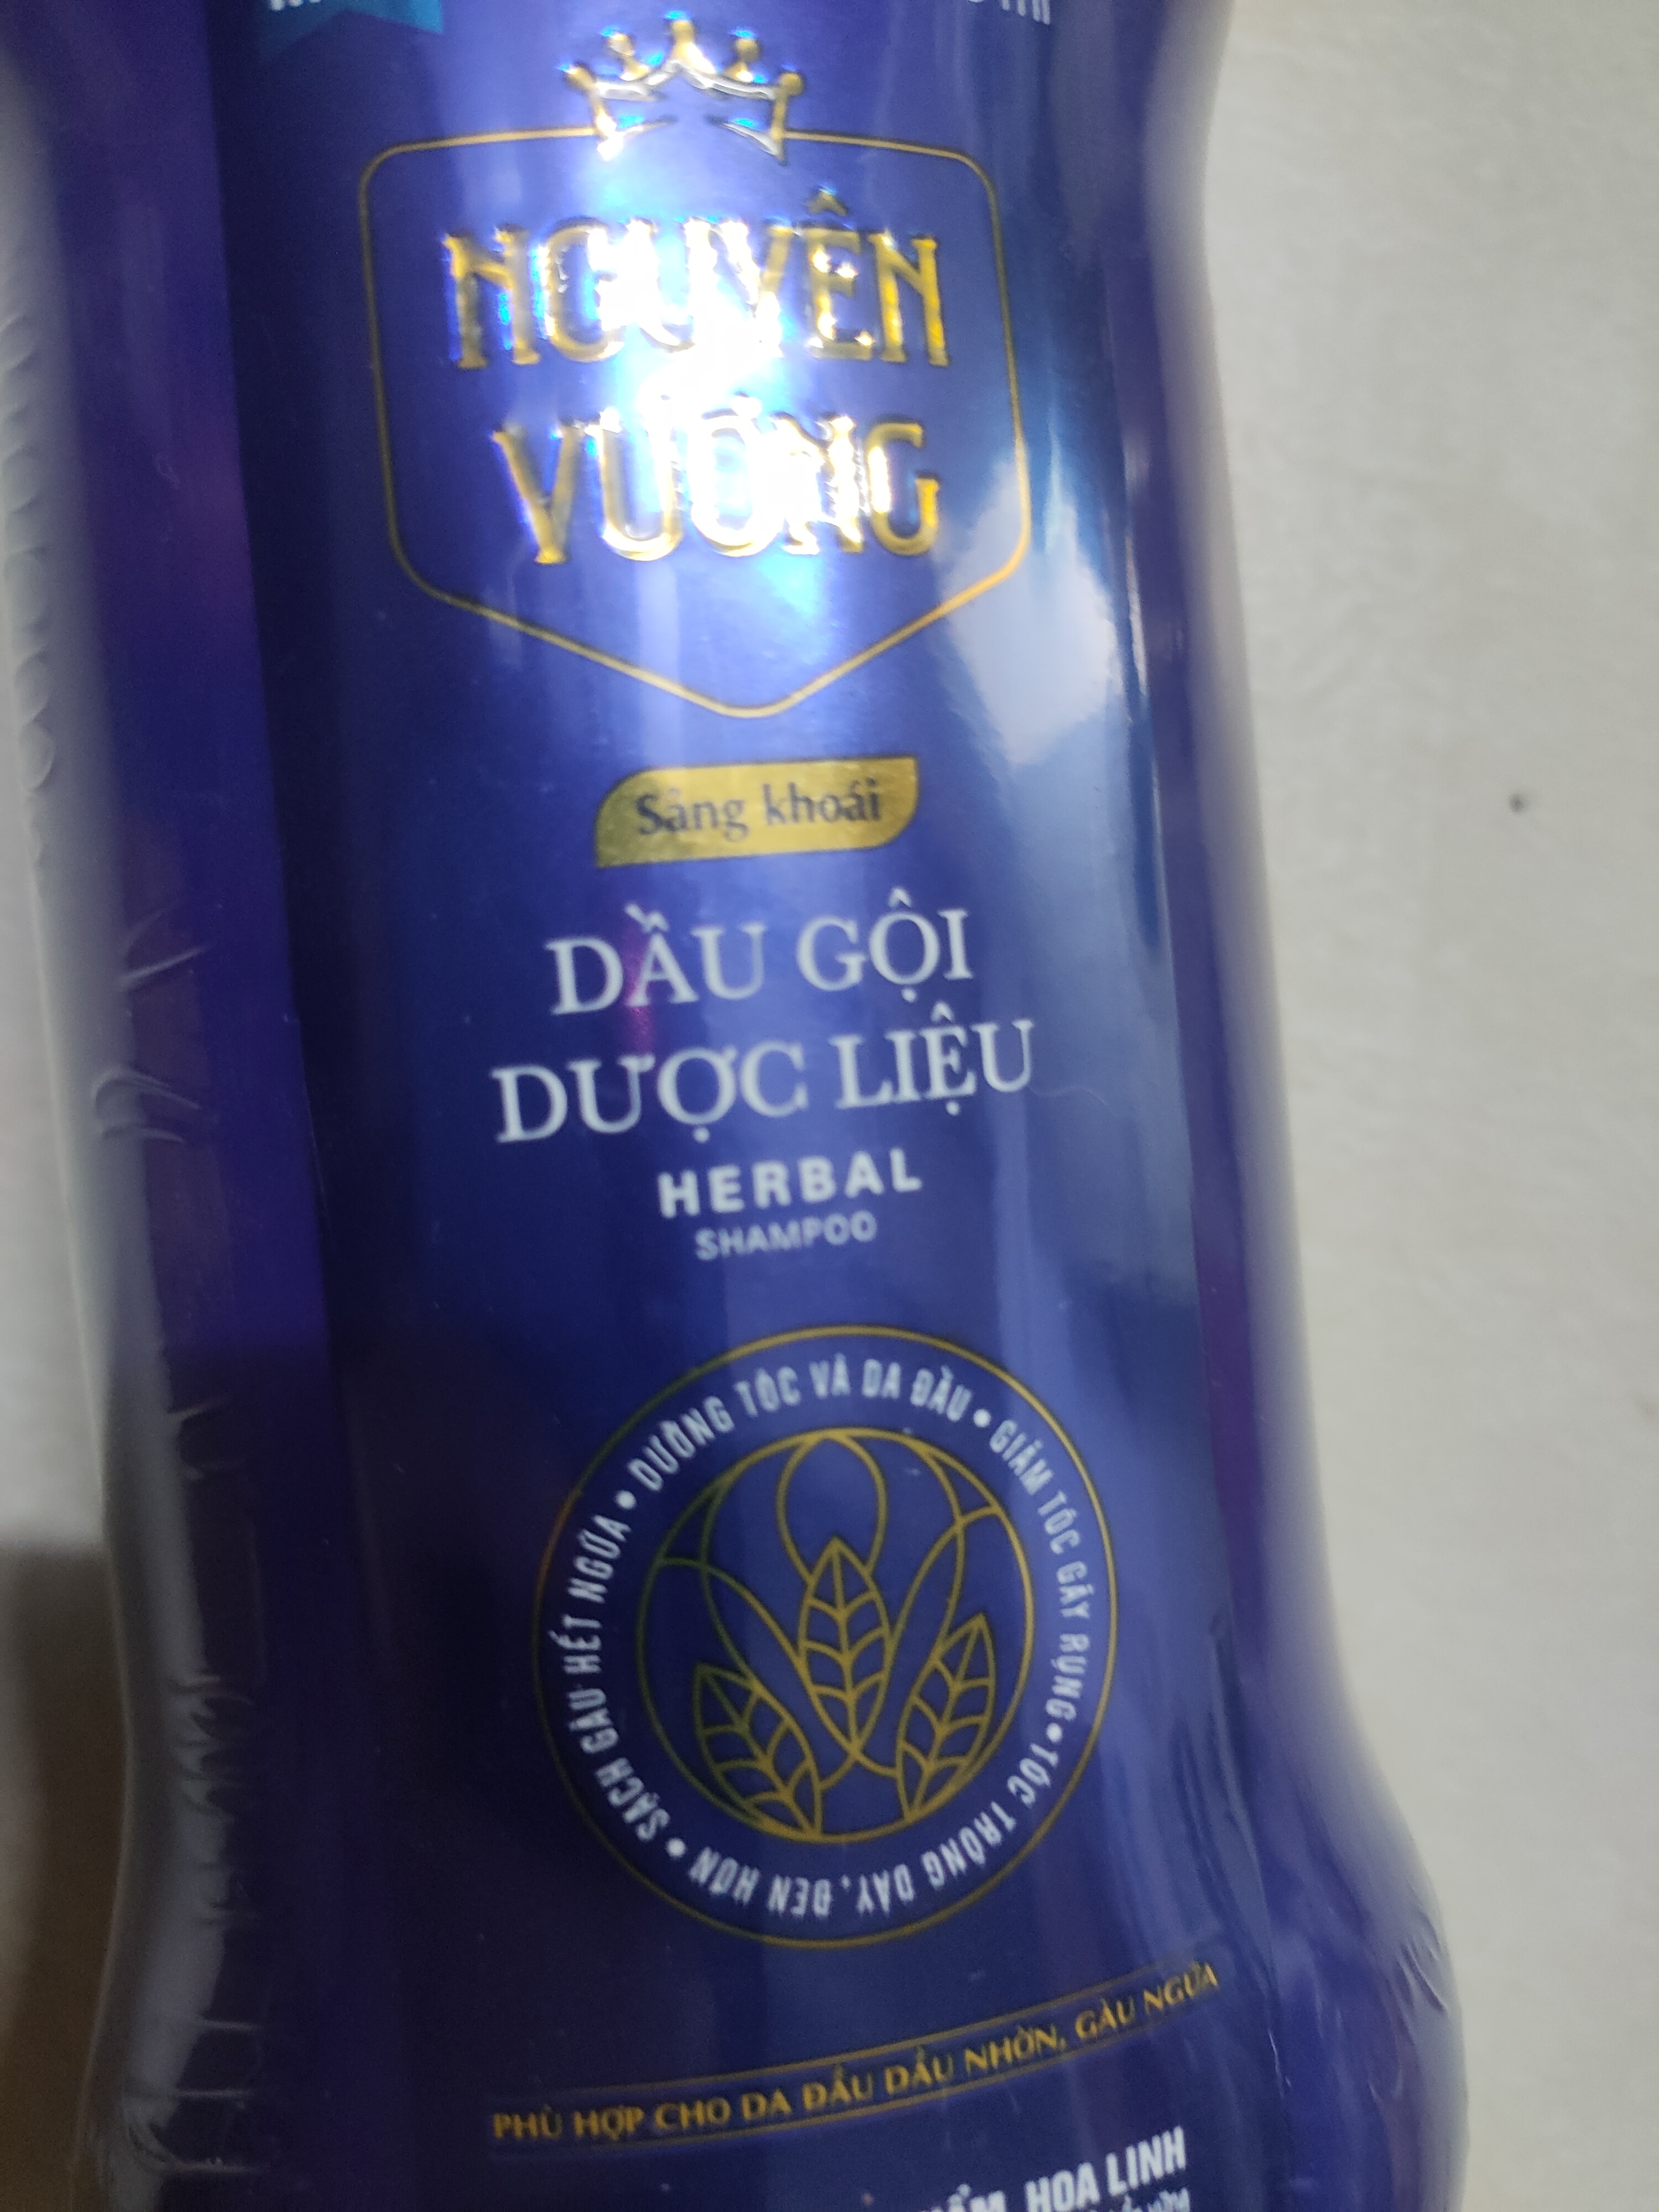 NGUYÊN
VƯƠNG
Sảng khoái
DẦU GỘI
DƯỢC LIỆU
HERBAL
SHAMPOO
• SẠCH GÀU HẾT NGỨA • DƯỠNG TÓC VÀ DA ĐẦU • GIẢM TÓC GÃY RỤNG • TÓC TRÔNG DÀY, ĐEN HƠN
PHÙ HỢP CHO DA ĐẦU DẦU NHỜN, GÀU NGỨA
HOA LINH